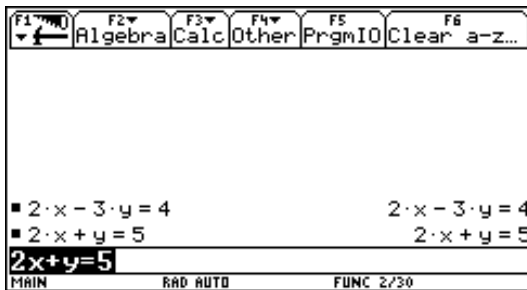 F1 F2 F3 F4 F5 F6
Algebra Calc Other PrgmIO Clear a-z…
2·x - 3·y = 4 2·x - 3·y = 4
2·x + y = 5 2·x + y = 5
2x+y=5
MAIN RAD AUTO FUNC 2/30